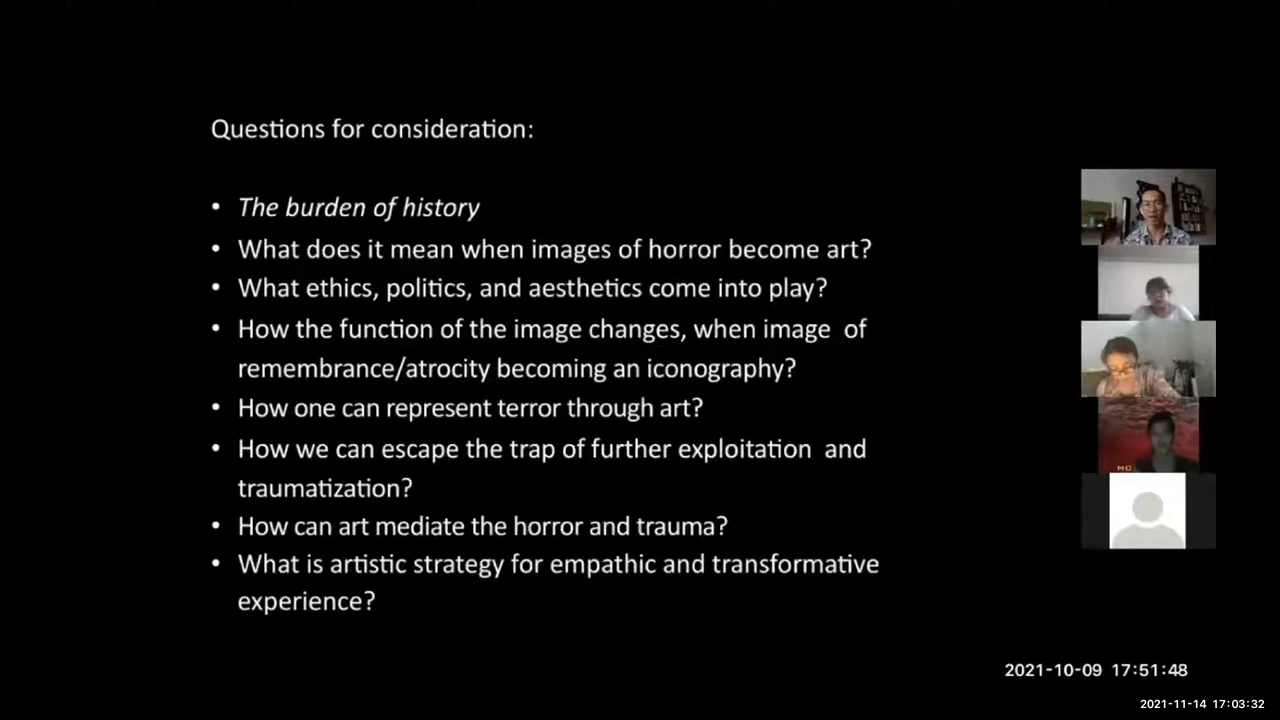 Questions for consideration:
• The burden of history
• What does it mean when images of horror become art?
• What ethics, politics, and aesthetics come into play?
• How the function of the image changes, when image of
remembrance/atrocity becoming an iconography?
• How one can represent terror through art?
• How we can escape the trap of further exploitation and
traumatization?
• How can art mediate the horror and trauma?
• What is artistic strategy for empathic and transformative
experience?
MO
2021-10-09 17:51:48
2021-11-14 17:03:32